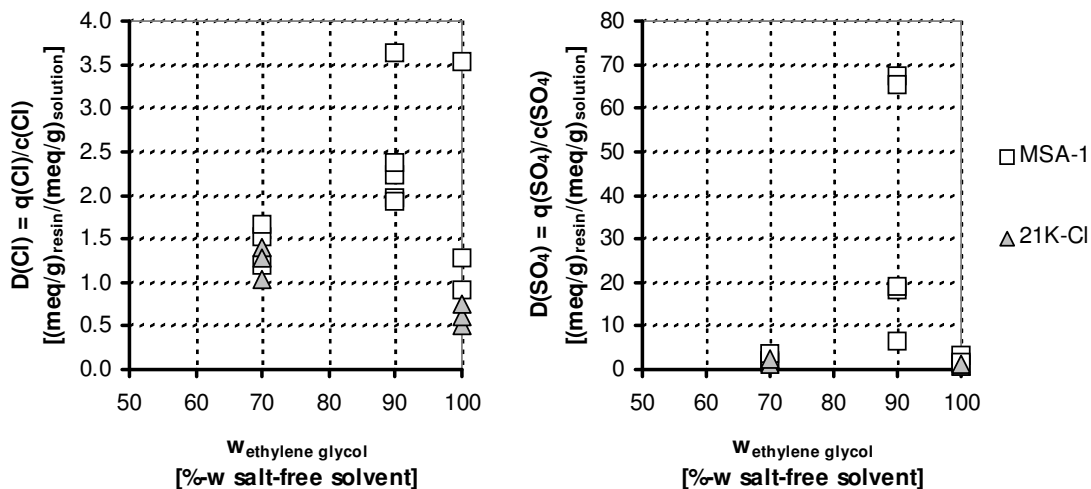 D(Cl) = q(Cl)/c(Cl)
[(meq/g)resin/(meq/g)solution]
4.0
3.5
3.0
2.5
2.0
1.5
1.0
0.5
0.0
50 60 70 80 90 100
wethylene glycol
[%-w salt-free solvent]
D(SO4) = q(SO4)/c(SO4)
[(meq/g)resin/(meq/g)solution]
80
70
60
50
40
30
20
10
0
50 60 70 80 90 100
wethylene glycol
[%-w salt-free solvent]
MSA-1
21K-Cl